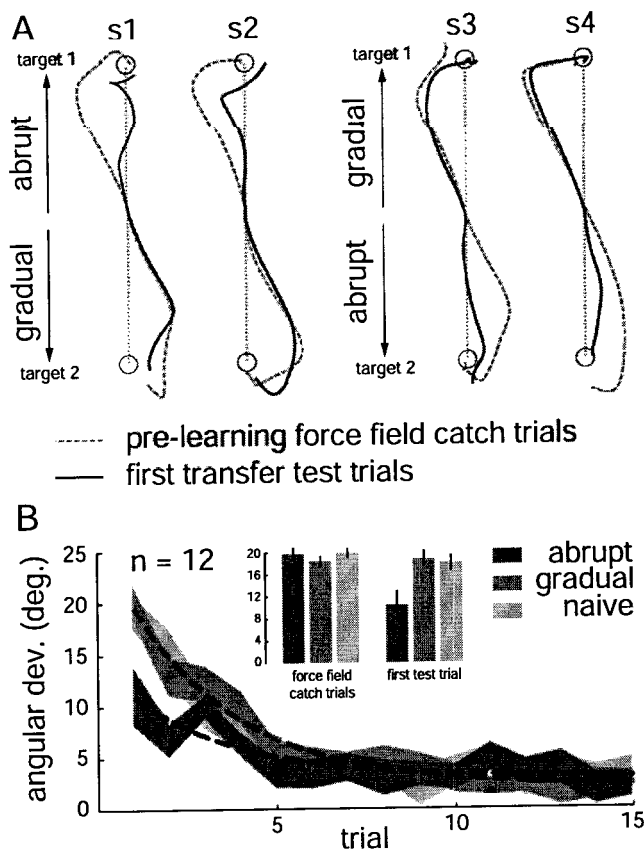 A
s1 s2 s3 s4
target 1
abrupt
gradual
target 2
target 1
gradual
abrupt
target 2
pre-learning force field catch trials
first transfer test trials
B
n = 12
abrupt
gradual
naive
angular dev. (deg.)
25
20
15
10
5
0
20
16
12
8
4
0
force field
catch trials
first test trial
5 10 15
trial